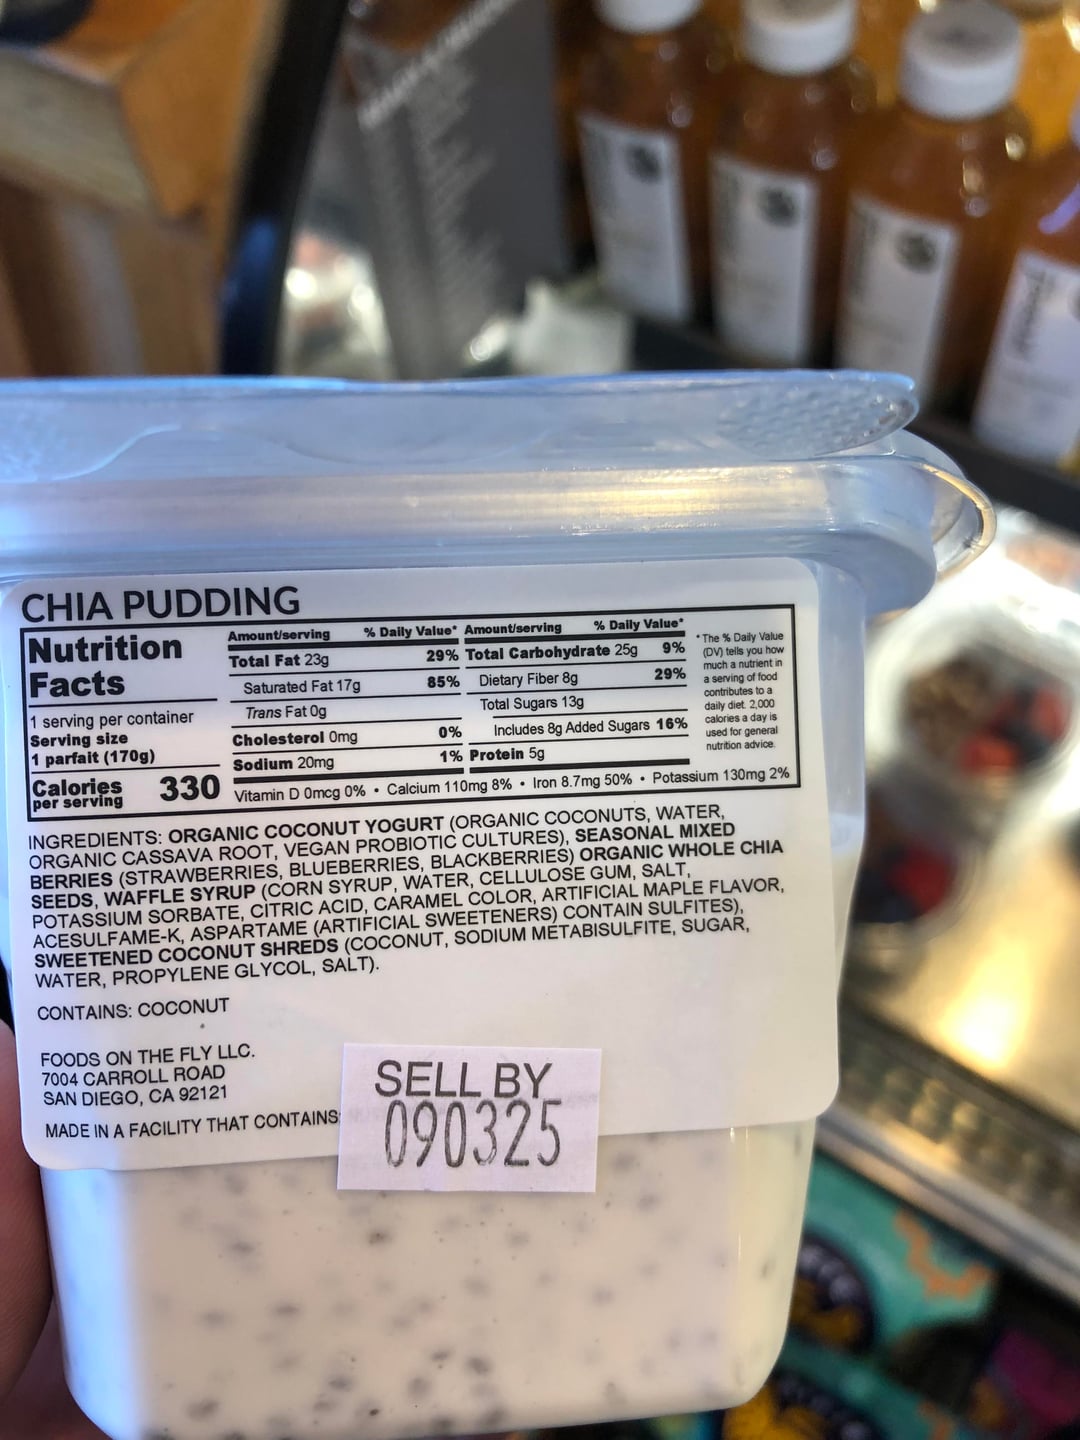 CHIA PUDDING
Nutrition
Facts
1 serving per container
Serving size
1 parfait (170g)
Calories 330
per serving
Amount/serving % Daily Value*
Total Fat 23g 29%
Saturated Fat 17g 85%
Trans Fat 0g
Cholesterol 0mg 0%
Sodium 20mg 1%
Amount/serving % Daily Value*
Total Carbohydrate 25g 9%
Dietary Fiber 8g 29%
Total Sugars 13g
Includes 8g Added Sugars 16%
Protein 5g
Vitamin D 0mcg 0% • Calcium 110mg 8% • Iron 8.7mg 50% • Potassium 130mg 2%
* The % Daily Value
(DV) tells you how
much a nutrient in
a serving of food
contributes to a
daily diet. 2,000
calories a day is
used for general
nutrition advice.
INGREDIENTS: ORGANIC COCONUT YOGURT (ORGANIC COCONUTS, WATER,
ORGANIC CASSAVA ROOT, VEGAN PROBIOTIC CULTURES), SEASONAL MIXED
BERRIES (STRAWBERRIES, BLUEBERRIES, BLACKBERRIES) ORGANIC WHOLE CHIA
SEEDS, WAFFLE SYRUP (CORN SYRUP, WATER, CELLULOSE GUM, SALT,
POTASSIUM SORBATE, CITRIC ACID, CARAMEL COLOR, ARTIFICIAL MAPLE FLAVOR,
ACESULFAME-K, ASPARTAME (ARTIFICIAL SWEETENERS) CONTAIN SULFITES),
SWEETENED COCONUT SHREDS (COCONUT, SODIUM METABISULFITE, SUGAR,
WATER, PROPYLENE GLYCOL, SALT).
CONTAINS: COCONUT
FOODS ON THE FLY LLC.
7004 CARROLL ROAD
SAN DIEGO, CA 92121
MADE IN A FACILITY THAT CONTAINS
SELL BY
090325